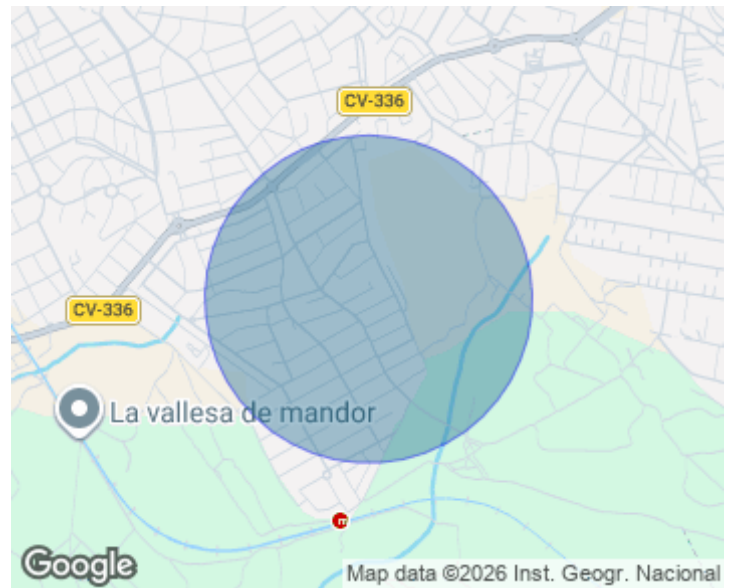 CV-336
CV-336
La vallesa de mandor
m
Google
Map data ©2026 Inst. Geogr. Nacional